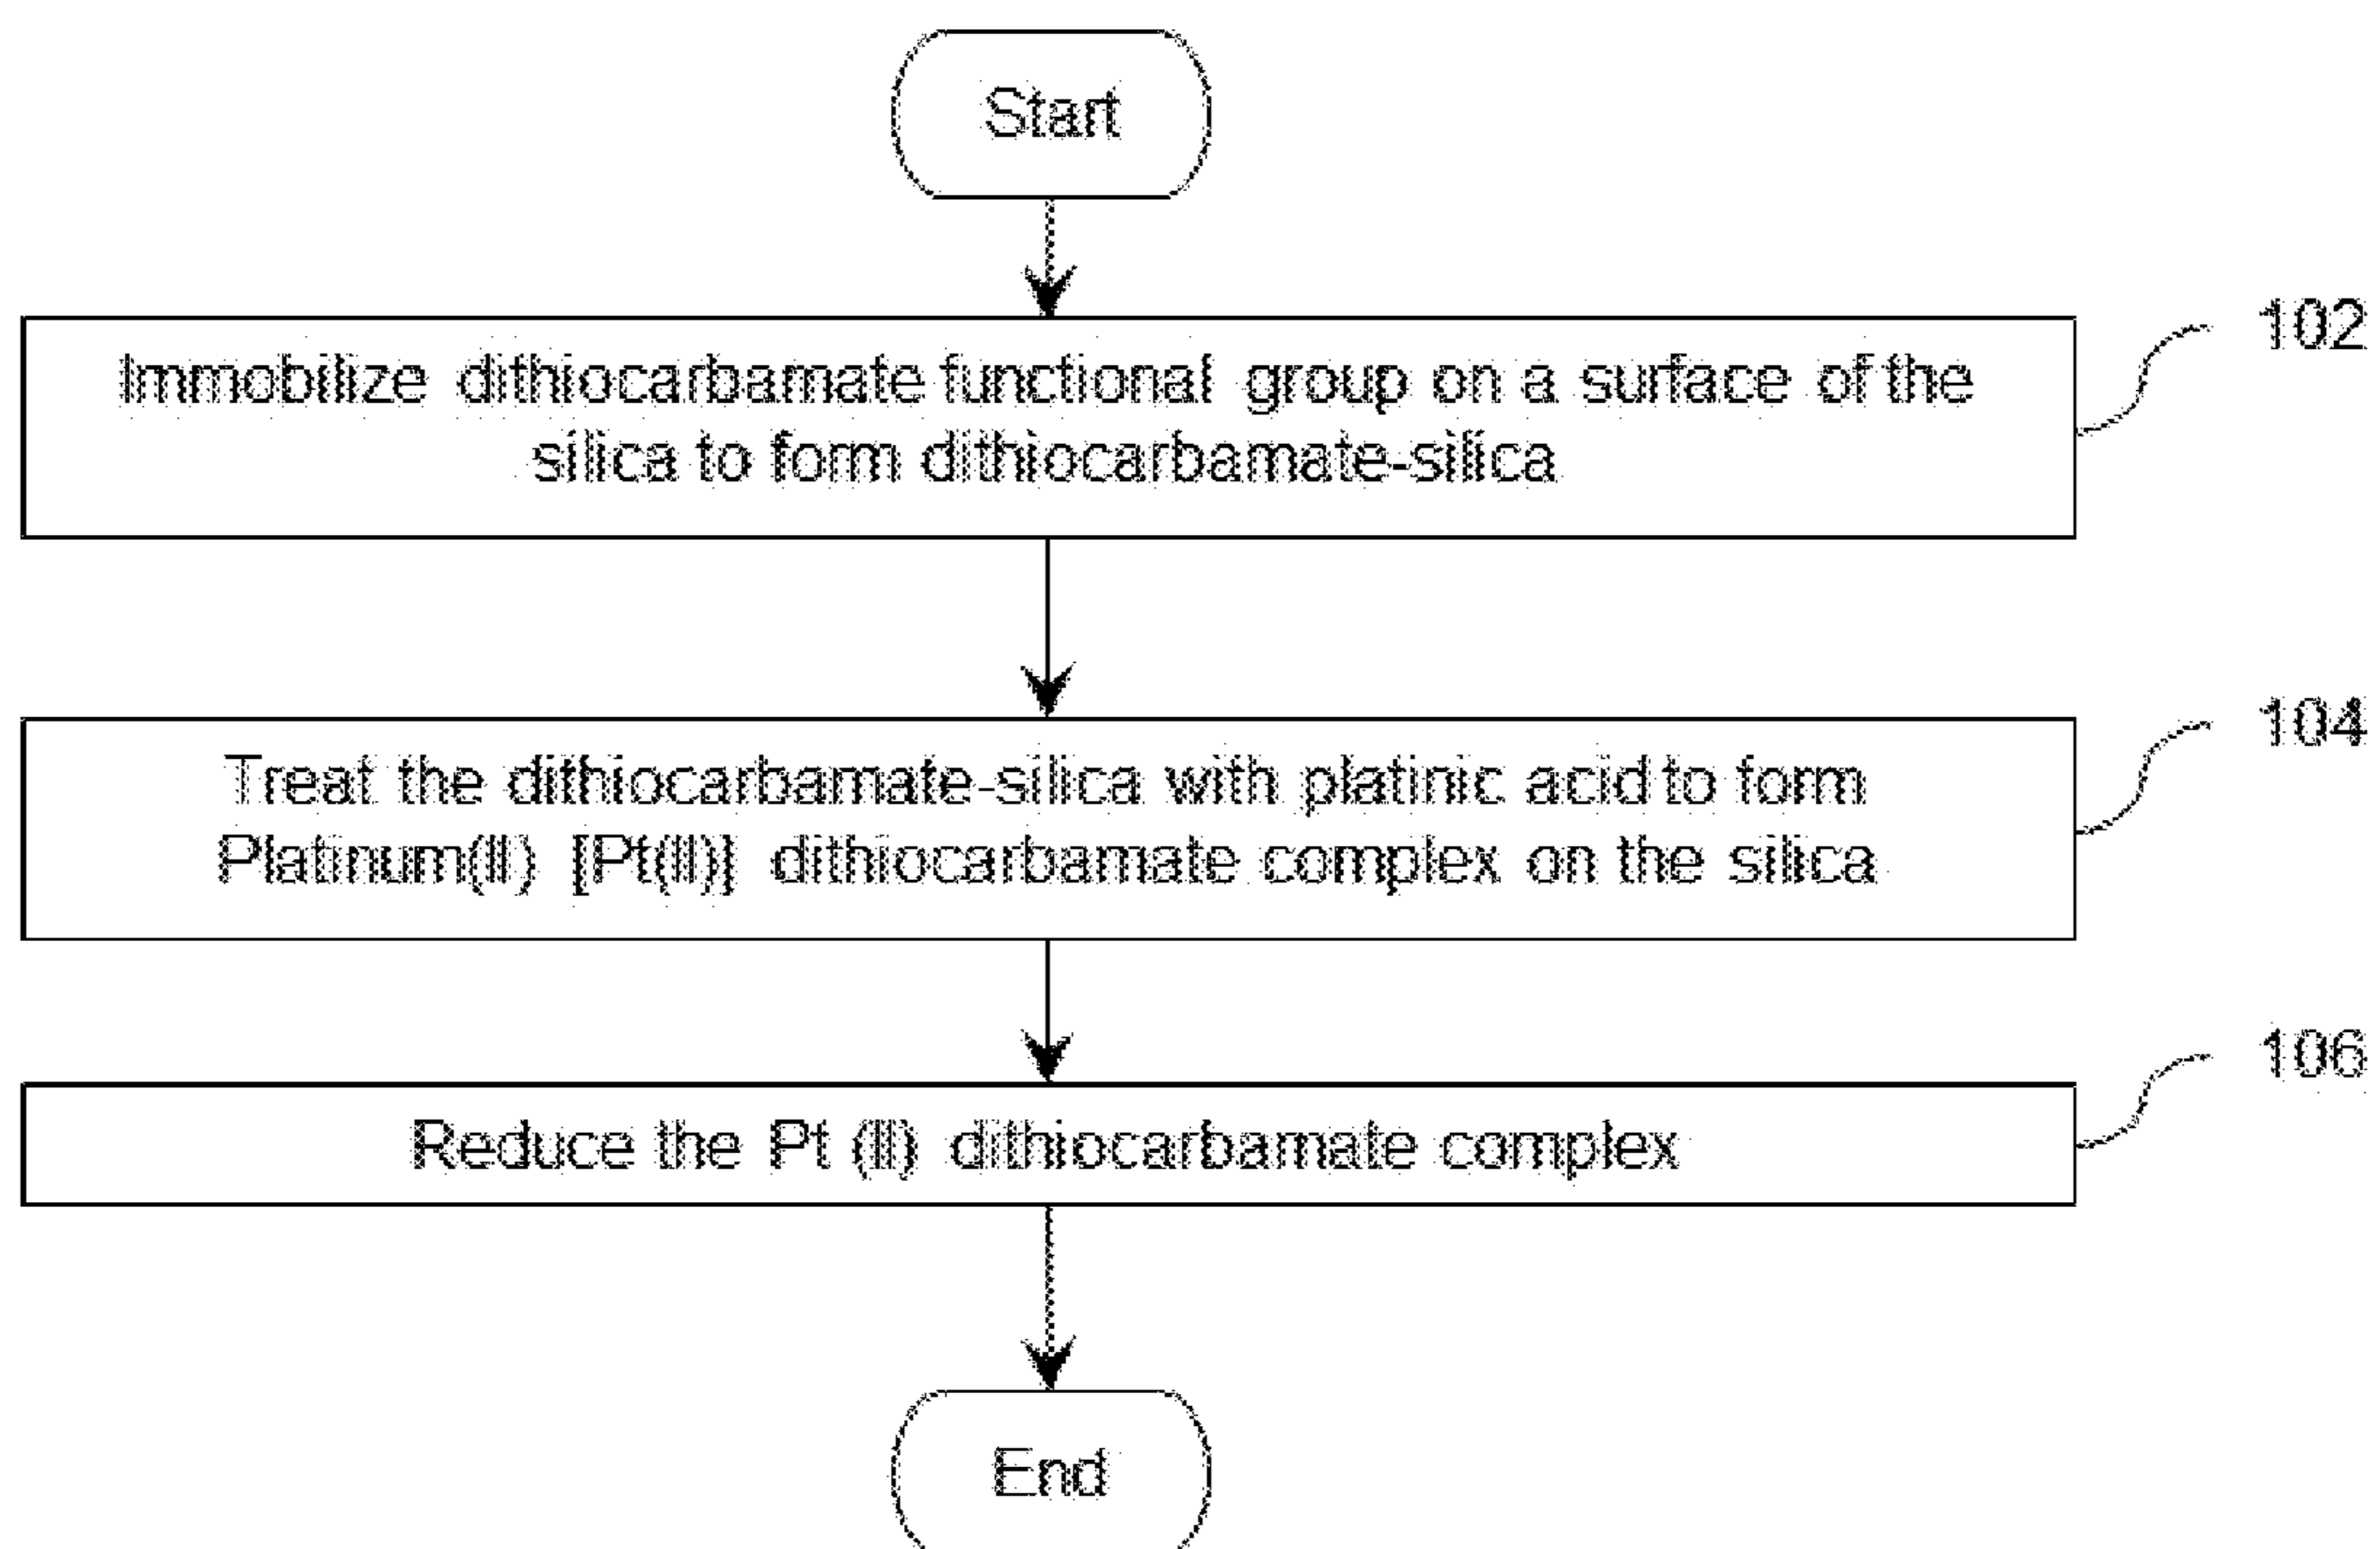 Start
102
Immobilize dithiocarbamate functional group on a surface of the
silica to form dithiocarbamate-silica
104
Treat the dithiocarbamate-silica with platinic acid to form
Platinum(II) [Pt(II)] dithiocarbamate complex on the silica
106
Reduce the Pt (II) dithiocarbamate complex
End